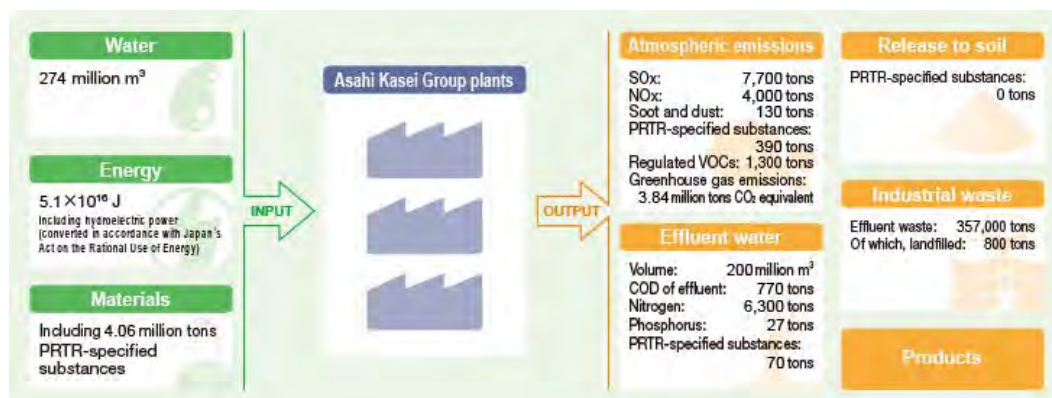 Water
274 million m³
Energy
5.1×10¹⁶ J
Including hydroelectric power
(converted in accordance with Japan's
Act on the Rational Use of Energy)
Materials
Including 4.06 million tons
PRTR-specified
substances
INPUT
Asahi Kasei Group plants
OUTPUT
Atmospheric emissions
SOx: 7,700 tons
NOx: 4,000 tons
Soot and dust: 130 tons
PRTR-specified substances:
390 tons
Regulated VOCs: 1,300 tons
Greenhouse gas emissions:
3.84 million tons CO₂ equivalent
Effluent water
Volume: 200 million m³
COD of effluent: 770 tons
Nitrogen: 6,300 tons
Phosphorus: 27 tons
PRTR-specified substances:
70 tons
Release to soil
PRTR-specified substances:
0 tons
Industrial waste
Effluent waste: 357,000 tons
Of which, landfilled: 800 tons
Products